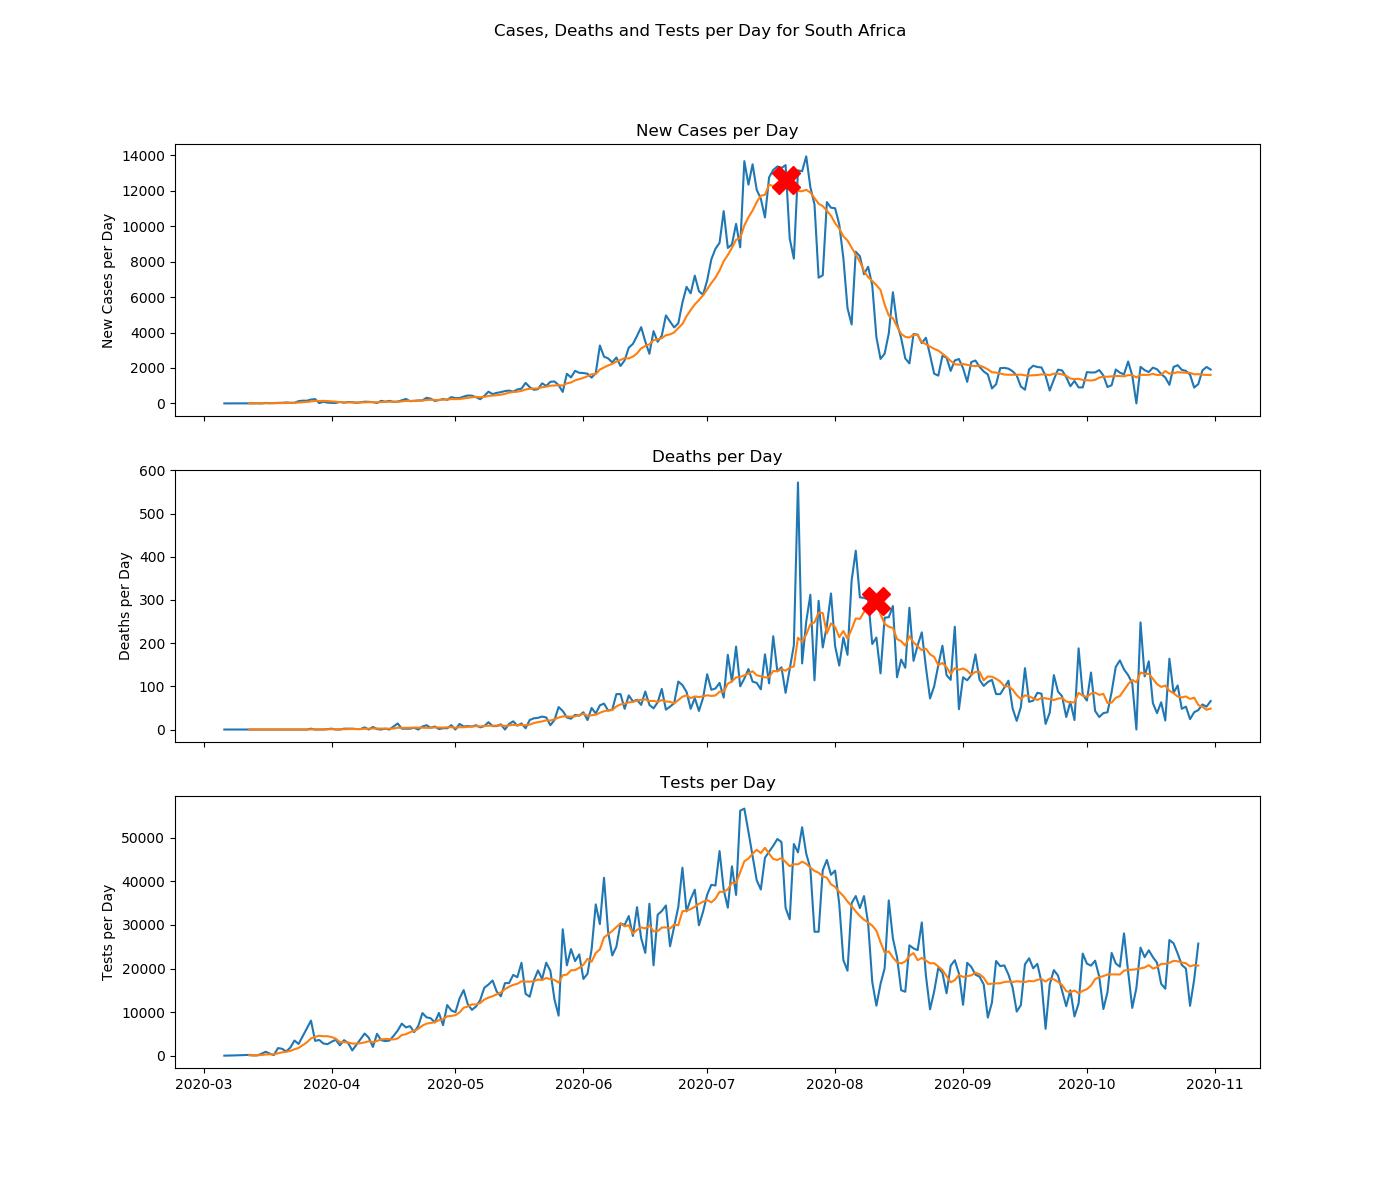 Cases, Deaths and Tests per Day for South Africa
New Cases per Day
14000
12000
10000
8000
6000
4000
2000
0
New Cases per Day
Deaths per Day
600
500
400
300
200
100
0
Deaths per Day
Tests per Day
50000
40000
30000
20000
10000
0
Tests per Day
2020-03 2020-04 2020-05 2020-06 2020-07 2020-08 2020-09 2020-10 2020-11